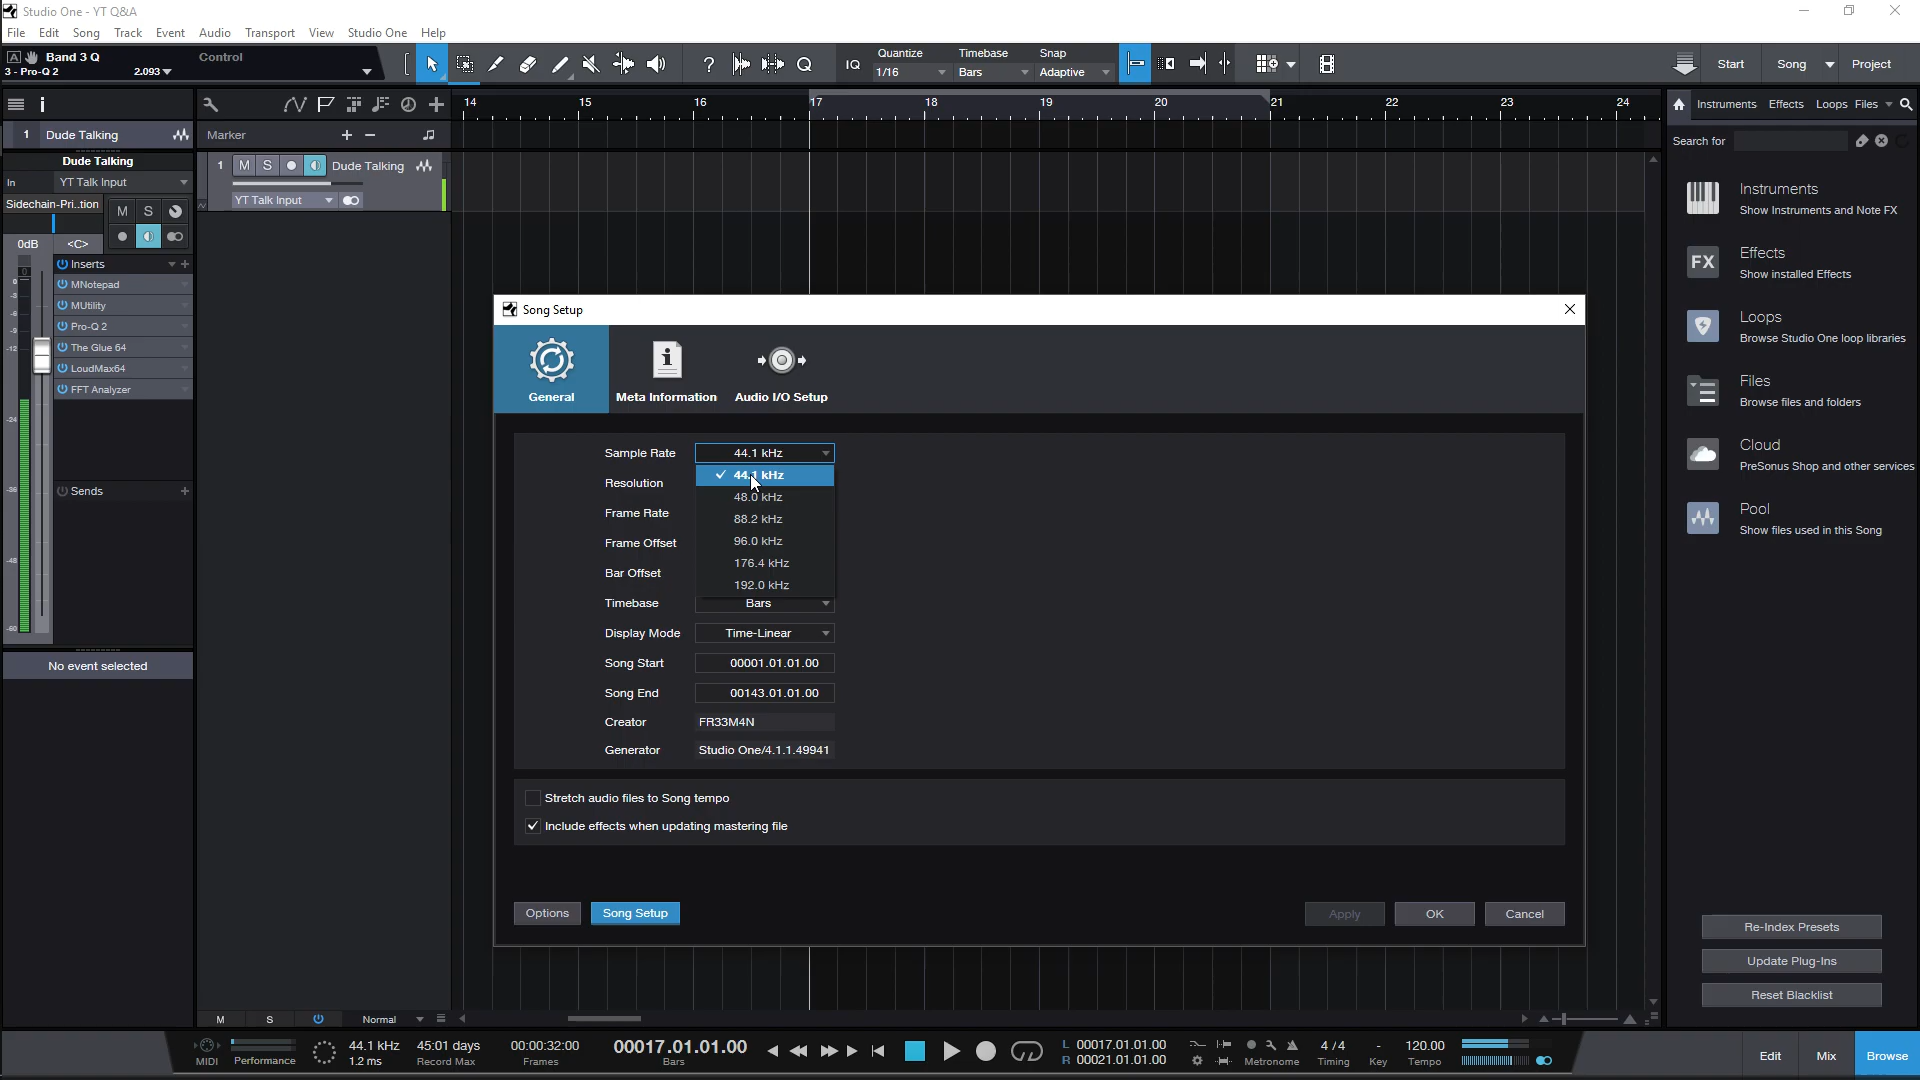 Studio One - YT Q&A
File Edit Song Track Event Audio Transport View Studio One Help
A Band 3 Q Control
3 - Pro-Q 2 2.093
Quantize Timebase Snap
IQ 1/16 Bars Adaptive
Start Song Project
14 15 16 17 18 19 20 21 22 23 24
Instruments Effects Loops Files
1 Dude Talking
Marker
Search for
Dude Talking
In YT Talk Input
1 M S Dude Talking
YT Talk Input
Sidechain-Pri..tion
M S
0dB <C>
Inserts
MNotepad
MUtility
Pro-Q 2
The Glue 64
LoudMax64
FFT Analyzer
Sends
No event selected
Song Setup
General Meta Information Audio I/O Setup
Sample Rate 44.1 kHz
44.1 kHz
48.0 kHz
88.2 kHz
96.0 kHz
176.4 kHz
192.0 kHz
Resolution
Frame Rate
Frame Offset
Bar Offset
Timebase Bars
Display Mode Time-Linear
Song Start 00001.01.01.00
Song End 00143.01.01.00
Creator FR33M4N
Generator Studio One/4.1.1.49941
Stretch audio files to Song tempo
Include effects when updating mastering file
Options Song Setup Apply OK Cancel
Instruments
Show Instruments and Note FX
FX
Effects
Show installed Effects
Loops
Browse Studio One loop libraries
Files
Browse files and folders
Cloud
PreSonus Shop and other services
Pool
Show files used in this Song
Re-Index Presets
Update Plug-Ins
Reset Blacklist
M S Normal
MIDI Performance
44.1 kHz
1.2 ms
45:01 days
Record Max
00:00:32:00
Frames
00017.01.01.00
Bars
L 00017.01.01.00
R 00021.01.01.00
Metronome
4 / 4
Timing
-
Key
120.00
Tempo
Edit Mix Browse